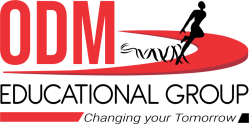 ODM
EDUCATIONAL GROUP
Changing your Tomorrow